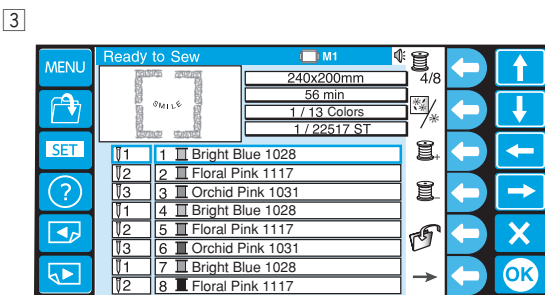 3
MENU
Ready to Sew
M1
SMILE
240x200mm
56 min
1 / 13 Colors
1 / 22517 ST
4/8
SET
1 1 Bright Blue 1028
2 2 Floral Pink 1117
3 3 Orchid Pink 1031
1 4 Bright Blue 1028
2 5 Floral Pink 1117
3 6 Orchid Pink 1031
1 7 Bright Blue 1028
2 8 Floral Pink 1117
?
+
−
OK